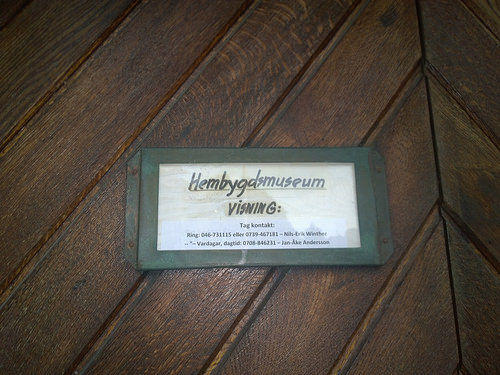 Hembygdsmuseum
VISNING:
Tag kontakt:
Ring: 046-731115 eller 0739-467181 – Nils-Erik Winther
-- "– Vardagar, dagtid: 0708-846231 – Jan-Åke Andersson